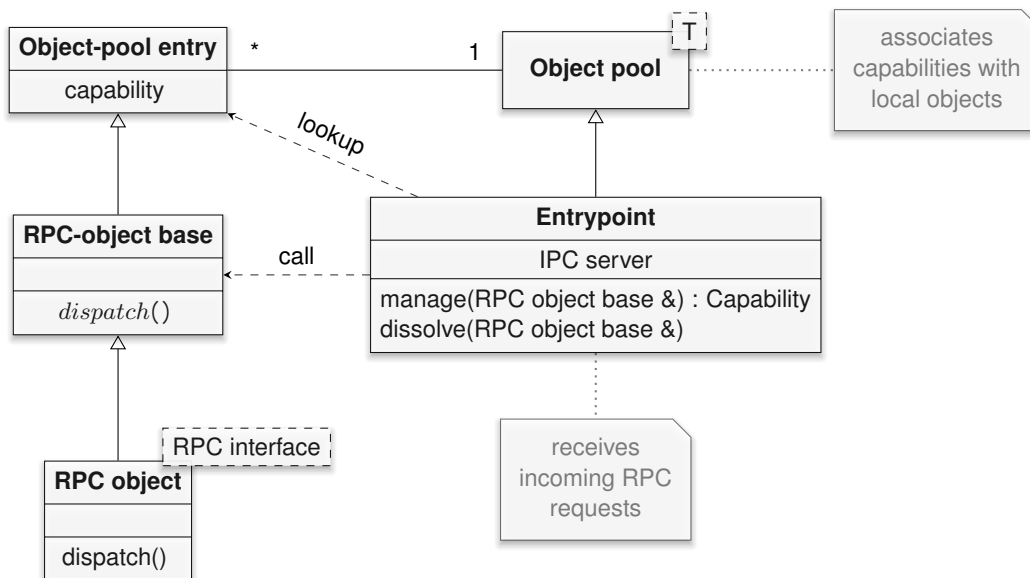 Object-pool entry
capability
*
1
T
Object pool
associates
capabilities with
local objects
lookup
RPC-object base
dispatch()
call
Entrypoint
IPC server
manage(RPC object base &) : Capability
dissolve(RPC object base &)
RPC interface
RPC object
dispatch()
receives
incoming RPC
requests